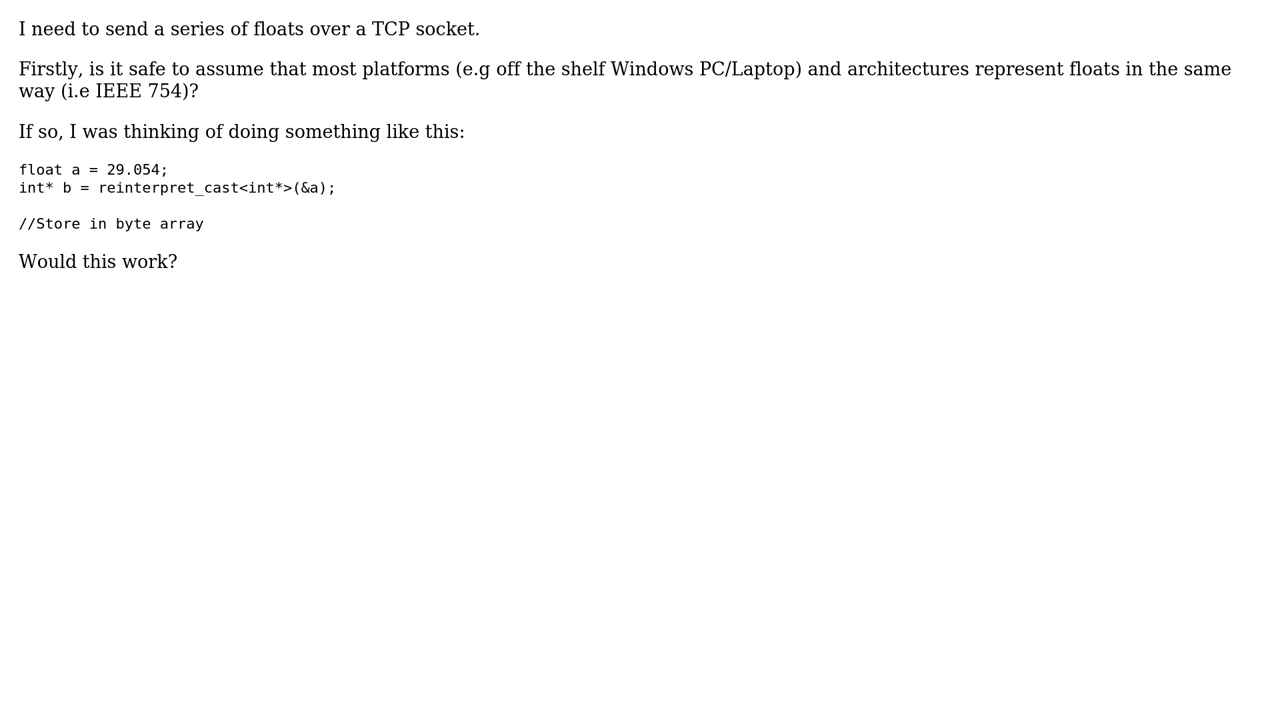 I need to send a series of floats over a TCP socket.
Firstly, is it safe to assume that most platforms (e.g off the shelf Windows PC/Laptop) and architectures represent floats in the same
way (i.e IEEE 754)?
If so, I was thinking of doing something like this:
float a = 29.054;
int* b = reinterpret_cast<int*>(&a);
//Store in byte array
Would this work?